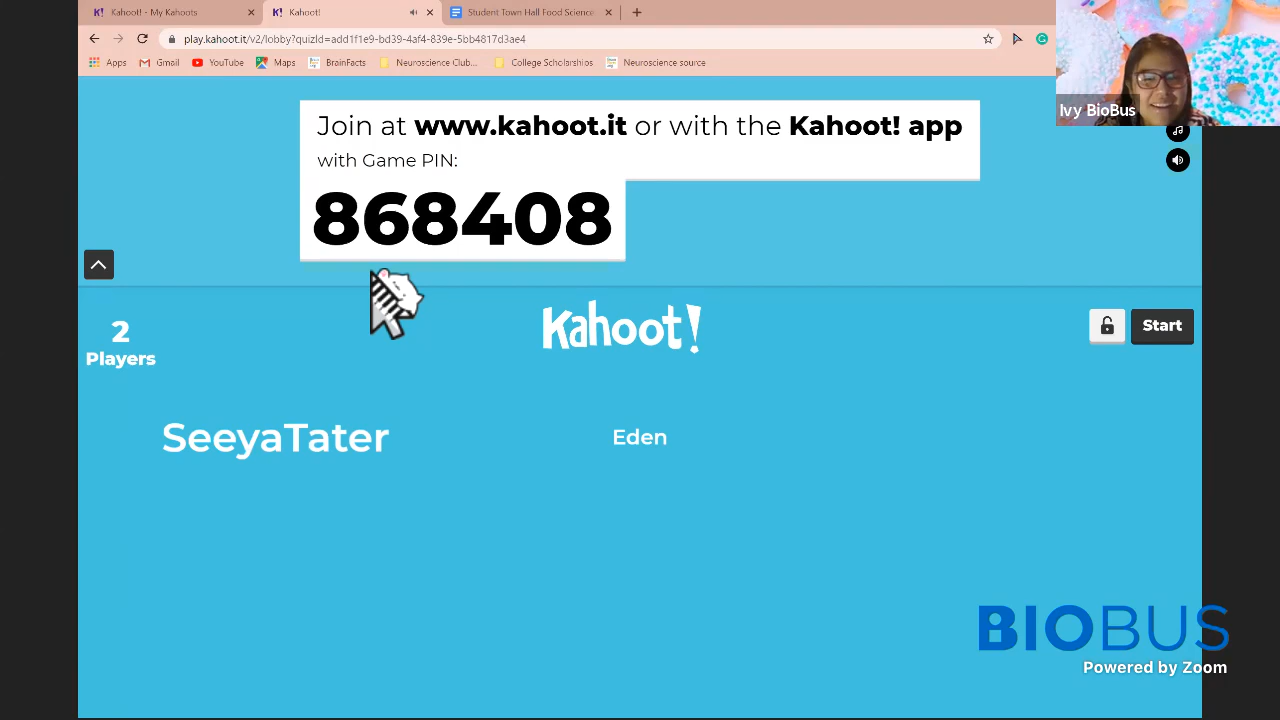 Kahoot! - My Kahoots
Kahoot!
Student Town Hall Food Science
play.kahoot.it/v2/lobby?quizId=add1f1e9-bd39-4af4-839e-5bb4817d3ae4
Apps
Gmail
YouTube
Maps
BrainFacts
Neuroscience Club...
College Scholarships
Neuroscience source
Ivy BioBus
Join at www.kahoot.it or with the Kahoot! app
with Game PIN:
868408
2
Players
Kahoot!
Start
SeeyaTater
Eden
BIOBUS
Powered by Zoom